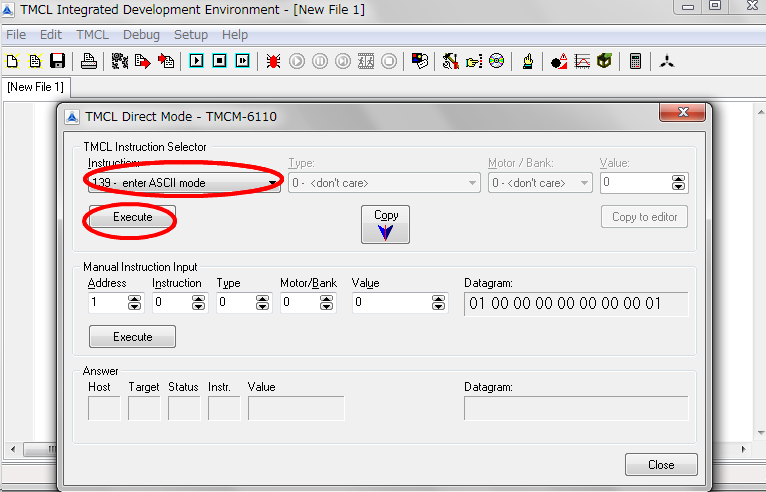 TMCL Integrated Development Environment - [New File 1]
File Edit TMCL Debug Setup Help
[New File 1]
TMCL Direct Mode - TMCM-6110
TMCL Instruction Selector
Instruction: Type: Motor / Bank: Value:
139 - enter ASCII mode 0 - <don't care> 0 - <don't care> 0
Execute Copy Copy to editor
Manual Instruction Input
Address Instruction Type Motor/Bank Value Datagram:
1 0 0 0 0 01 00 00 00 00 00 00 00 01
Execute
Answer
Host Target Status Instr. Value Datagram:
Close